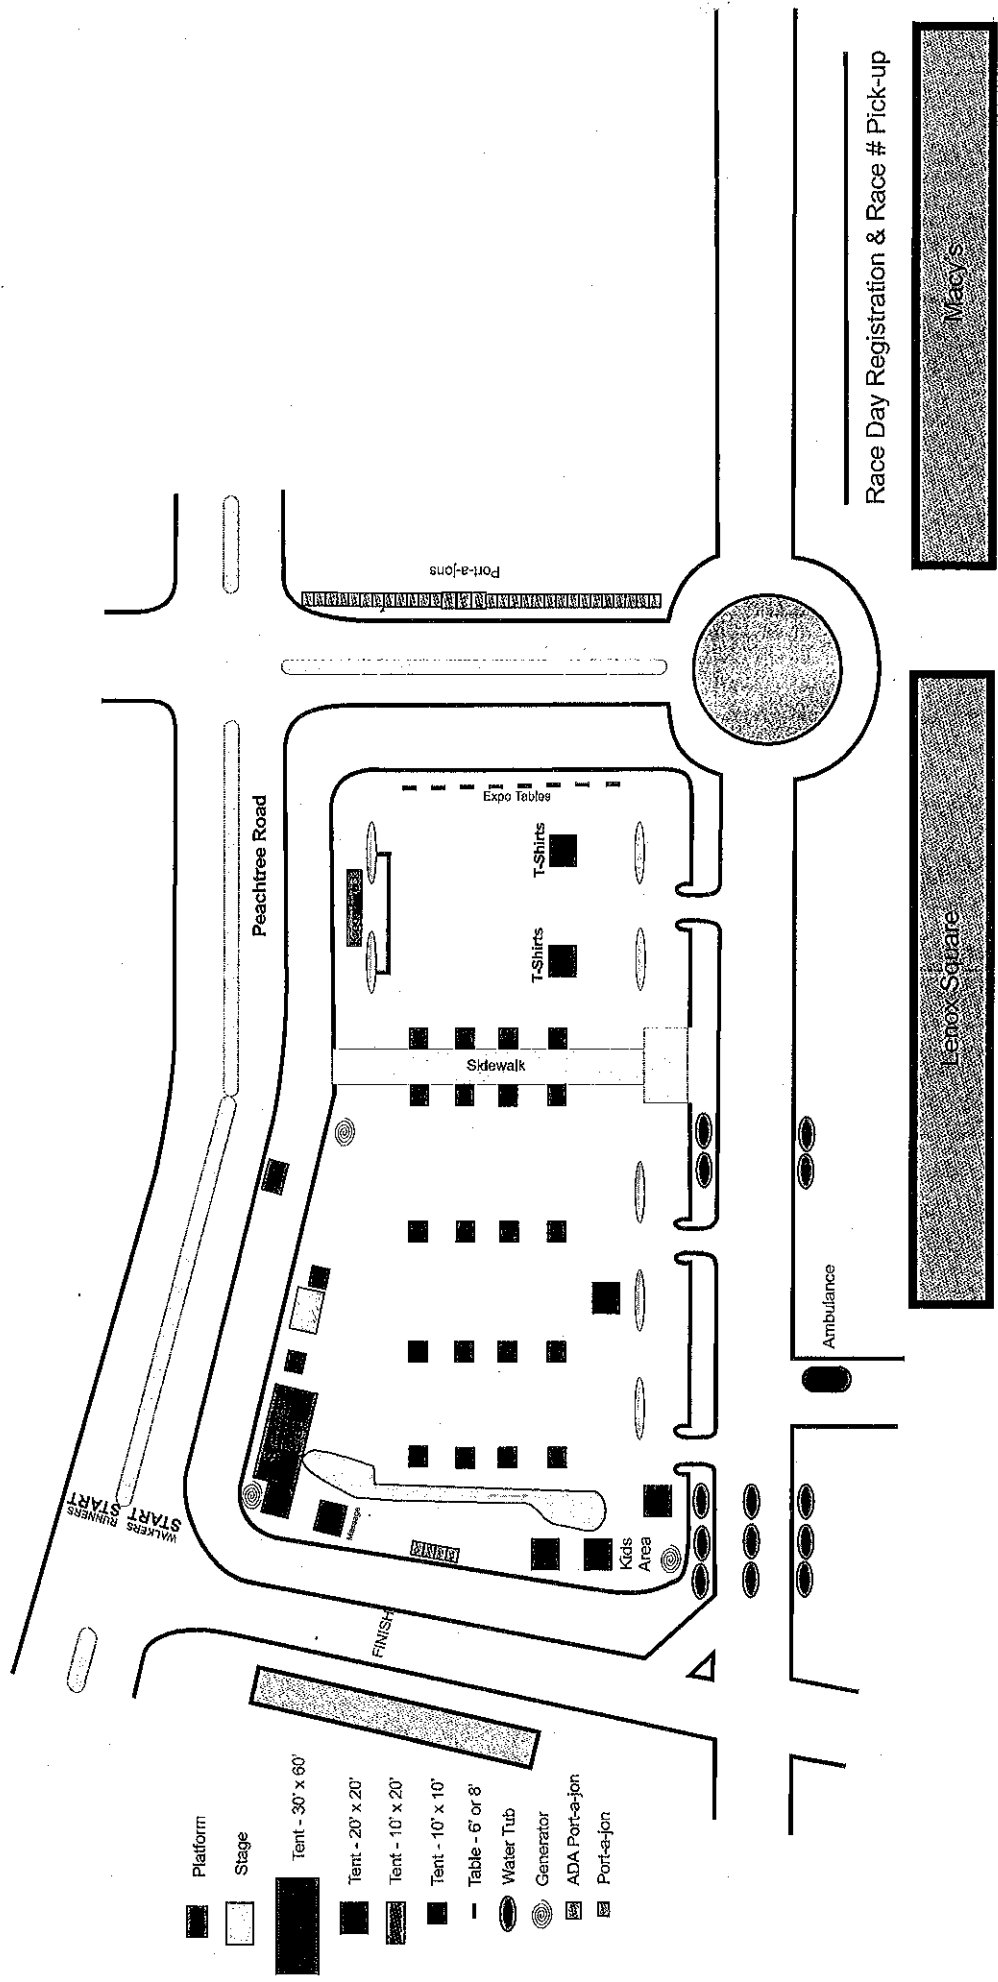 WALKERS RUNNERS
START START
Peachtree Road
Port-a-jons
Expo Tables
T-Shirts
T-Shirts
Sidewalk
Massage
Kids
Area
FINISH
Ambulance
Race Day Registration & Race # Pick-up
Macy's
Lenox Square
Platform
Stage
Tent - 30' x 60'
Tent - 20' x 20'
Tent - 10' x 20'
Tent - 10' x 10'
Table - 6' or 8'
Water Tub
Generator
ADA Port-a-jon
Port-a-jon